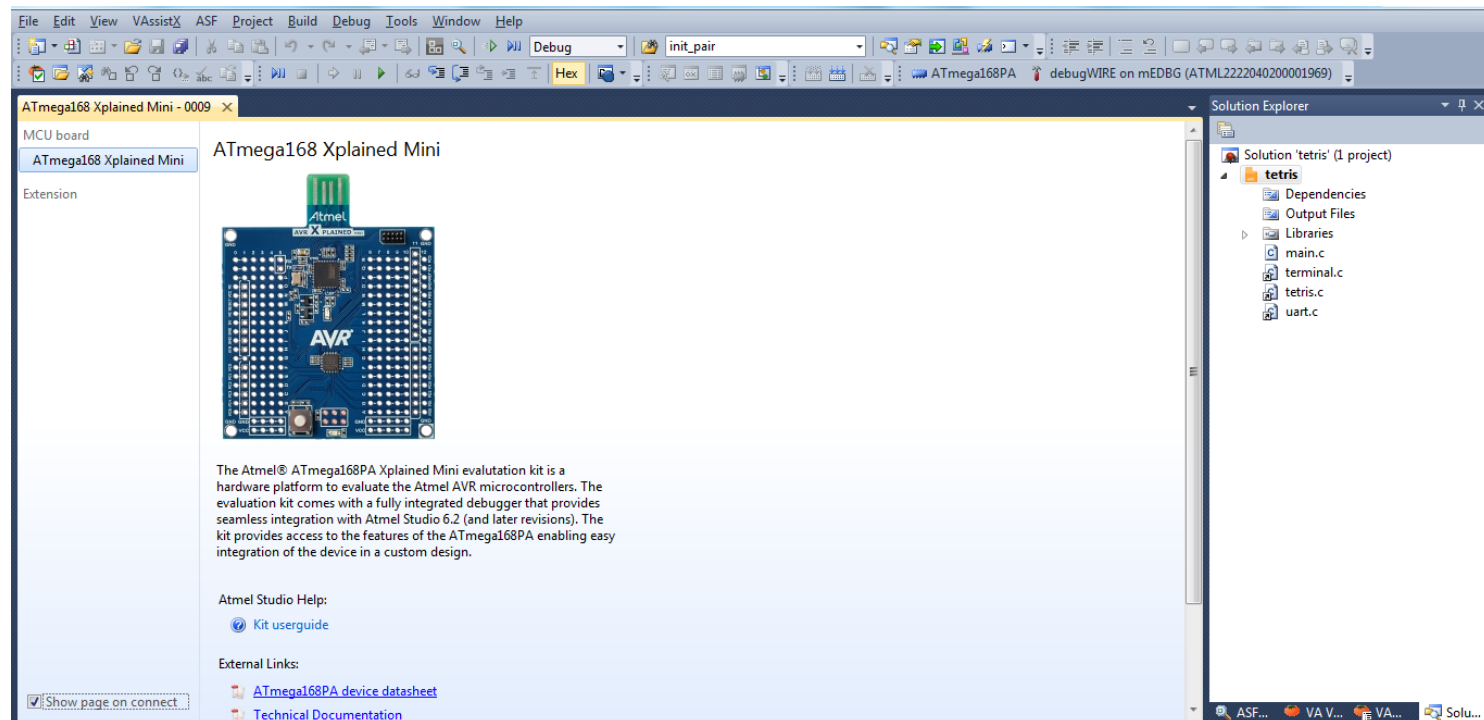 File Edit View VAssistX ASF Project Build Debug Tools Window Help
Debug init_pair
Hex ATmega168PA debugWIRE on mEDBG (ATML2222040200001969)
ATmega168 Xplained Mini - 0009
Solution Explorer
MCU board
ATmega168 Xplained Mini
Extension
ATmega168 Xplained Mini
Atmel
AVR X PLAINED
AVR
The Atmel® ATmega168PA Xplained Mini evalutation kit is a
hardware platform to evaluate the Atmel AVR microcontrollers. The
evaluation kit comes with a fully integrated debugger that provides
seamless integration with Atmel Studio 6.2 (and later revisions). The
kit provides access to the features of the ATmega168PA enabling easy
integration of the device in a custom design.
Atmel Studio Help:
Kit userguide
External Links:
ATmega168PA device datasheet
Technical Documentation
Show page on connect
Solution 'tetris' (1 project)
tetris
Dependencies
Output Files
Libraries
main.c
terminal.c
tetris.c
uart.c
ASF... VA V... VA... Solu...